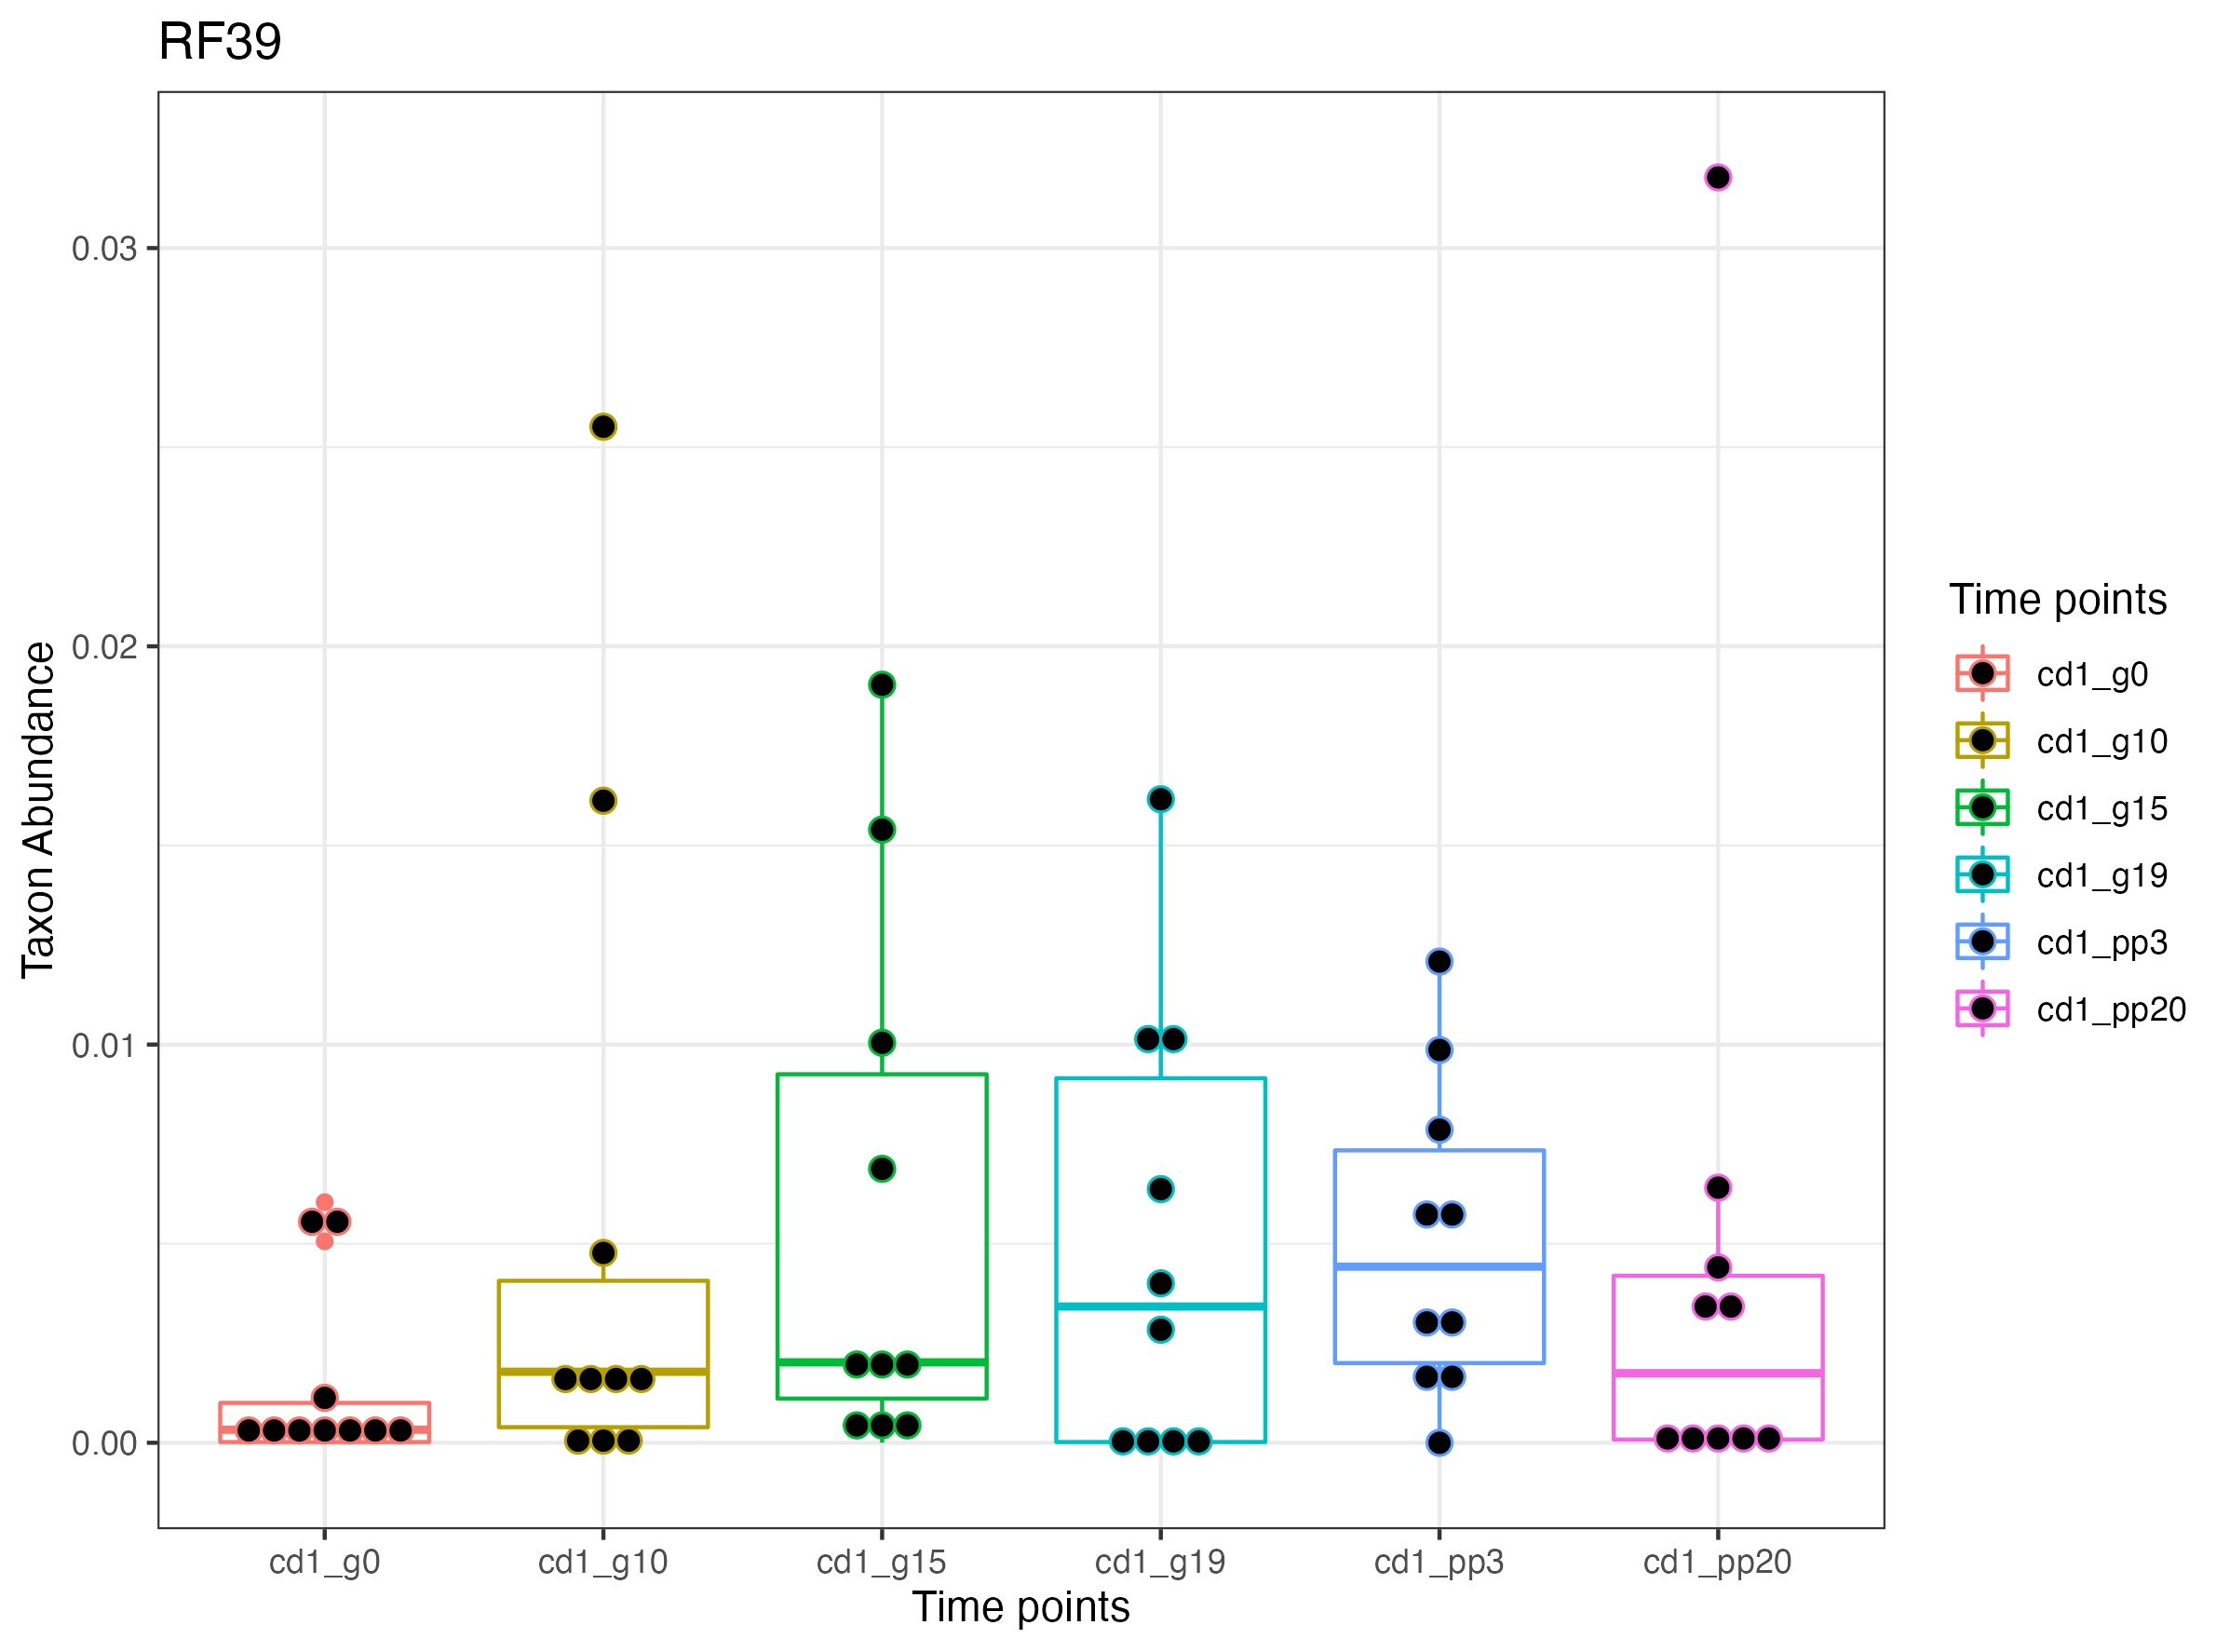 RF39
Taxon Abundance
0.03
0.02
0.01
0.00
cd1_g0
cd1_g10
cd1_g15
cd1_g19
cd1_pp3
cd1_pp20
Time points
Time points
cd1_g0
cd1_g10
cd1_g15
cd1_g19
cd1_pp3
cd1_pp20